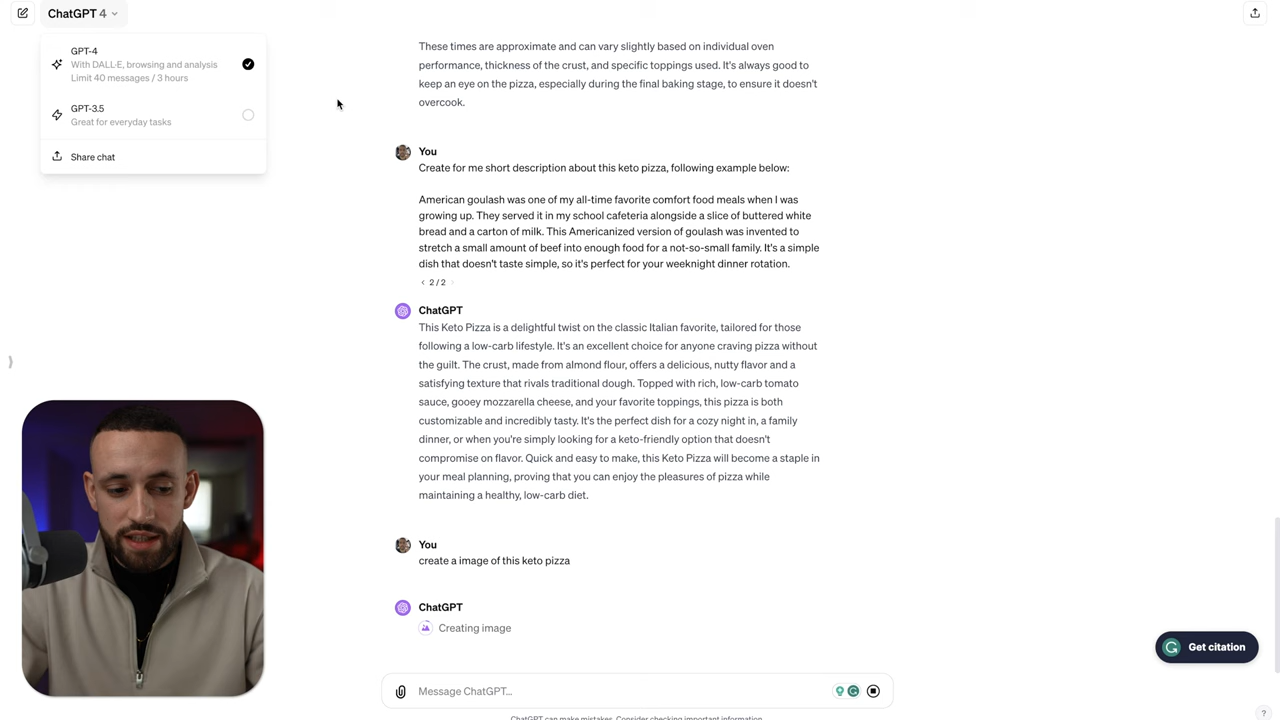 ChatGPT 4
GPT-4
With DALL·E, browsing and analysis
Limit 40 messages / 3 hours
GPT-3.5
Great for everyday tasks
Share chat
These times are approximate and can vary slightly based on individual oven
performance, thickness of the crust, and specific toppings used. It's always good to
keep an eye on the pizza, especially during the final baking stage, to ensure it doesn't
overcook.
You
Create for me short description about this keto pizza, following example below:
American goulash was one of my all-time favorite comfort food meals when I was
growing up. They served it in my school cafeteria alongside a slice of buttered white
bread and a carton of milk. This Americanized version of goulash was invented to
stretch a small amount of beef into enough food for a not-so-small family. It's a simple
dish that doesn't taste simple, so it's perfect for your weeknight dinner rotation.
< 2 / 2 >
ChatGPT
This Keto Pizza is a delightful twist on the classic Italian favorite, tailored for those
following a low-carb lifestyle. It's an excellent choice for anyone craving pizza without
the guilt. The crust, made from almond flour, offers a delicious, nutty flavor and a
satisfying texture that rivals traditional dough. Topped with rich, low-carb tomato
sauce, gooey mozzarella cheese, and your favorite toppings, this pizza is both
customizable and incredibly tasty. It's the perfect dish for a cozy night in, a family
dinner, or when you're simply looking for a keto-friendly option that doesn't
compromise on flavor. Quick and easy to make, this Keto Pizza will become a staple in
your meal planning, proving that you can enjoy the pleasures of pizza while
maintaining a healthy, low-carb diet.
You
create a image of this keto pizza
ChatGPT
Creating image
Get citation
Message ChatGPT...
ChatGPT can make mistakes. Consider checking important information.
?